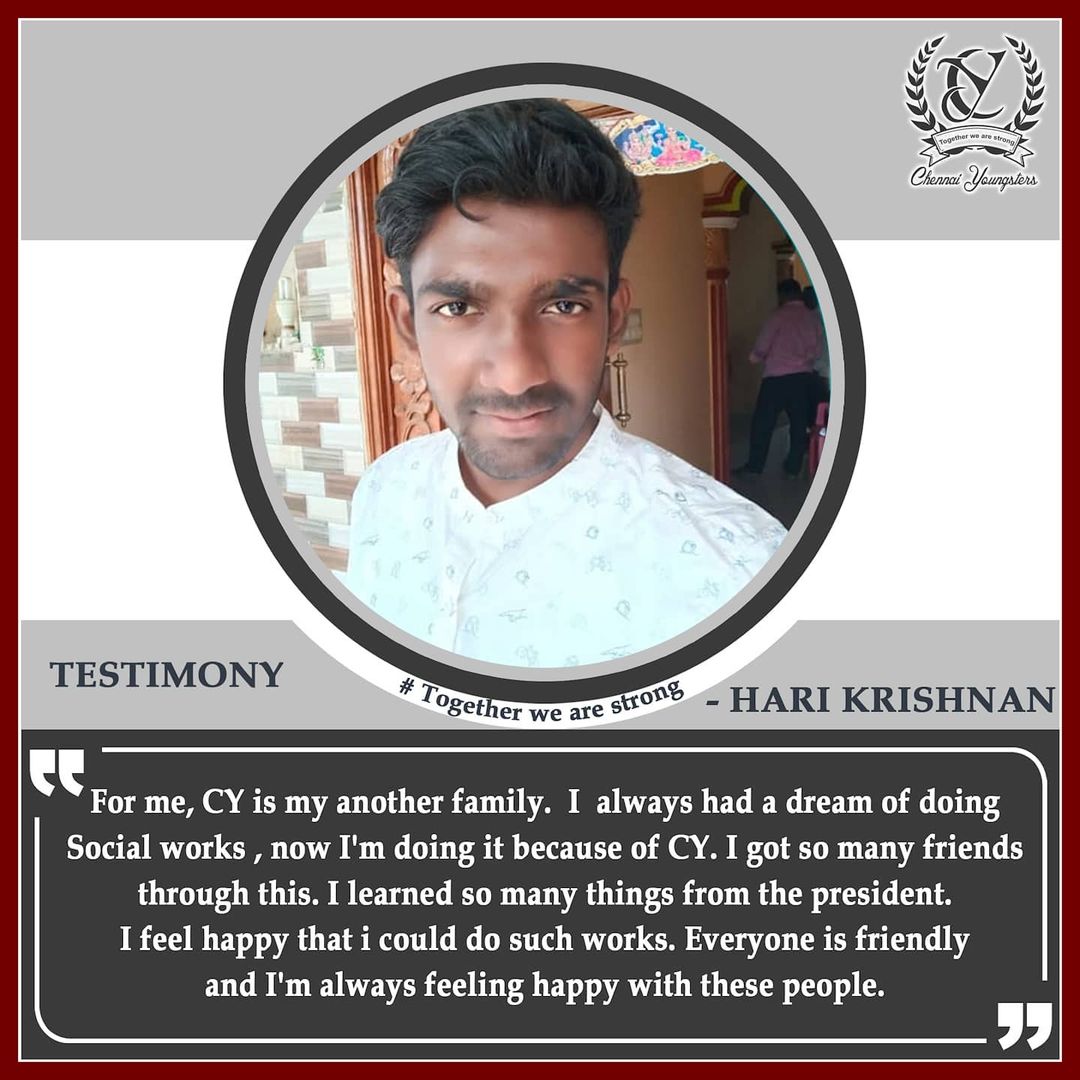 CY
Together we are strong
Chennai Youngsters
TESTIMONY
# Together we are strong
- HARI KRISHNAN
“ For me, CY is my another family.  I  always had a dream of doing
Social works , now I'm doing it because of CY. I got so many friends
through this. I learned so many things from the president.
I feel happy that i could do such works. Everyone is friendly
and I'm always feeling happy with these people.
”